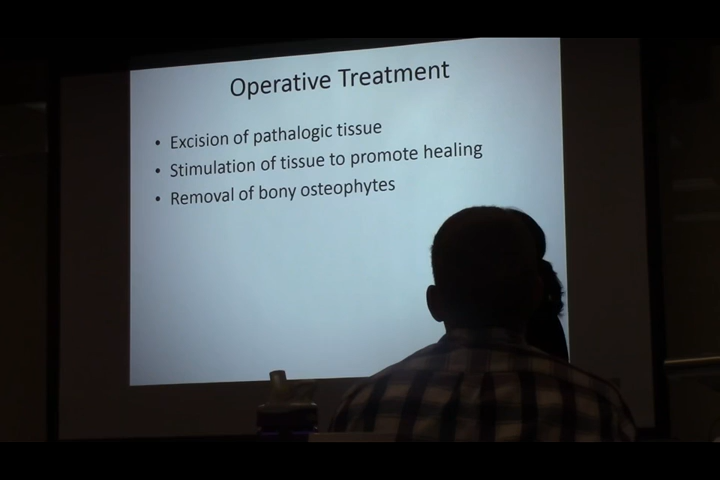 Operative Treatment
• Excision of pathalogic tissue
• Stimulation of tissue to promote healing
• Removal of bony osteophytes